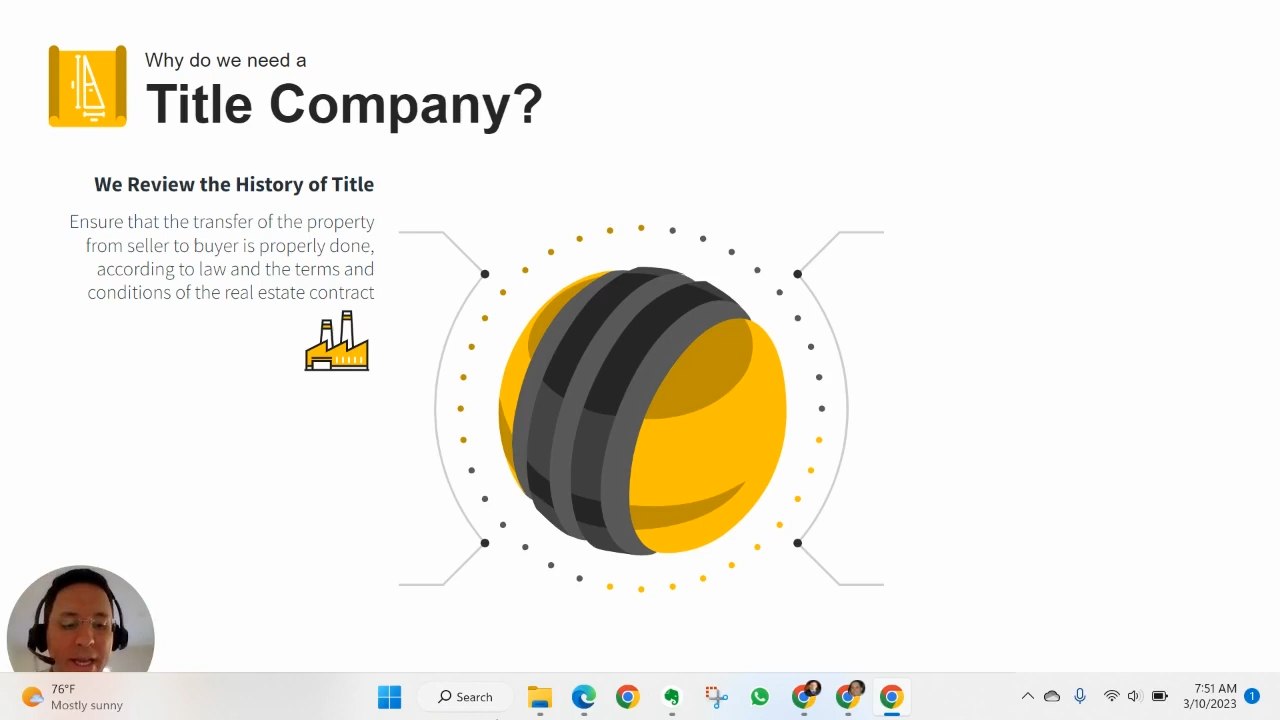 Why do we need a
Title Company?
We Review the History of Title
Ensure that the transfer of the property
from seller to buyer is properly done,
according to law and the terms and
conditions of the real estate contract
76°F
Mostly sunny
Search
7:51 AM
3/10/2023
1